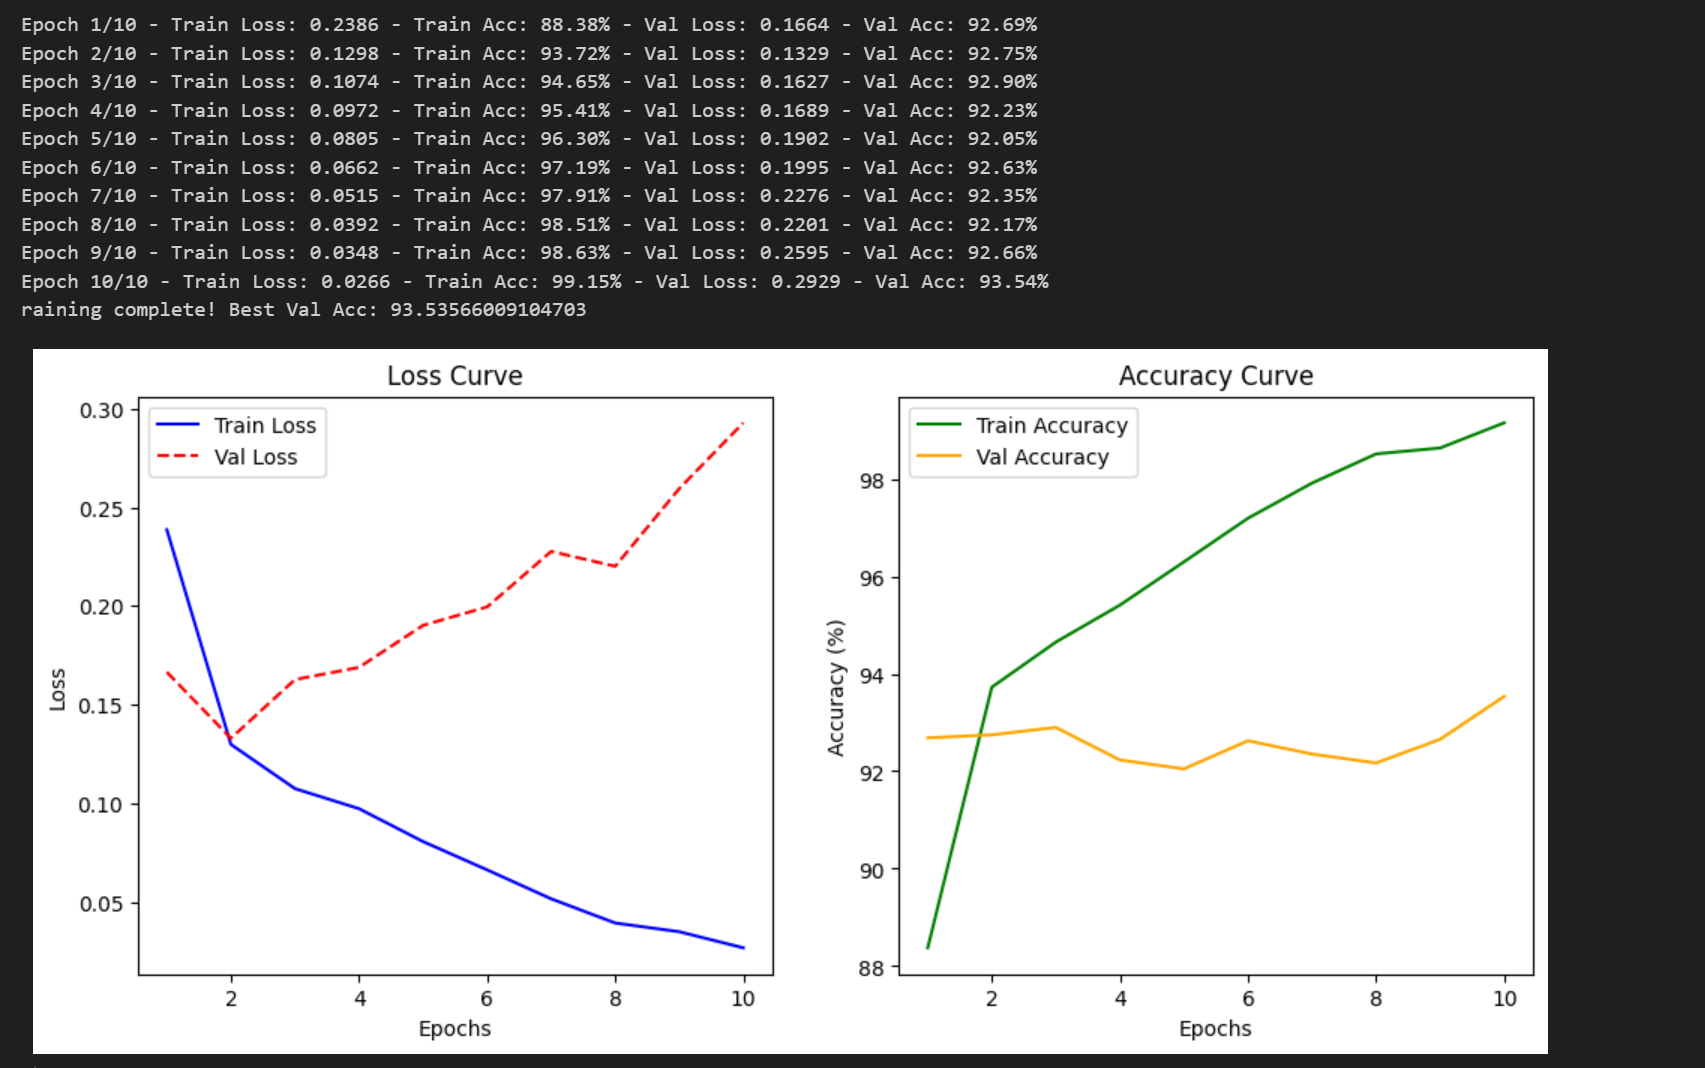 Epoch 1/10 - Train Loss: 0.2386 - Train Acc: 88.38% - Val Loss: 0.1664 - Val Acc: 92.69%
Epoch 2/10 - Train Loss: 0.1298 - Train Acc: 93.72% - Val Loss: 0.1329 - Val Acc: 92.75%
Epoch 3/10 - Train Loss: 0.1074 - Train Acc: 94.65% - Val Loss: 0.1627 - Val Acc: 92.90%
Epoch 4/10 - Train Loss: 0.0972 - Train Acc: 95.41% - Val Loss: 0.1689 - Val Acc: 92.23%
Epoch 5/10 - Train Loss: 0.0805 - Train Acc: 96.30% - Val Loss: 0.1902 - Val Acc: 92.05%
Epoch 6/10 - Train Loss: 0.0662 - Train Acc: 97.19% - Val Loss: 0.1995 - Val Acc: 92.63%
Epoch 7/10 - Train Loss: 0.0515 - Train Acc: 97.91% - Val Loss: 0.2276 - Val Acc: 92.35%
Epoch 8/10 - Train Loss: 0.0392 - Train Acc: 98.51% - Val Loss: 0.2201 - Val Acc: 92.17%
Epoch 9/10 - Train Loss: 0.0348 - Train Acc: 98.63% - Val Loss: 0.2595 - Val Acc: 92.66%
Epoch 10/10 - Train Loss: 0.0266 - Train Acc: 99.15% - Val Loss: 0.2929 - Val Acc: 93.54%
raining complete! Best Val Acc: 93.53566009104703
Loss Curve
Train Loss
Val Loss
0.30
0.25
0.20
0.15
0.10
0.05
Loss
2 4 6 8 10
Epochs
Accuracy Curve
Train Accuracy
Val Accuracy
98
96
94
92
90
88
Accuracy (%)
2 4 6 8 10
Epochs